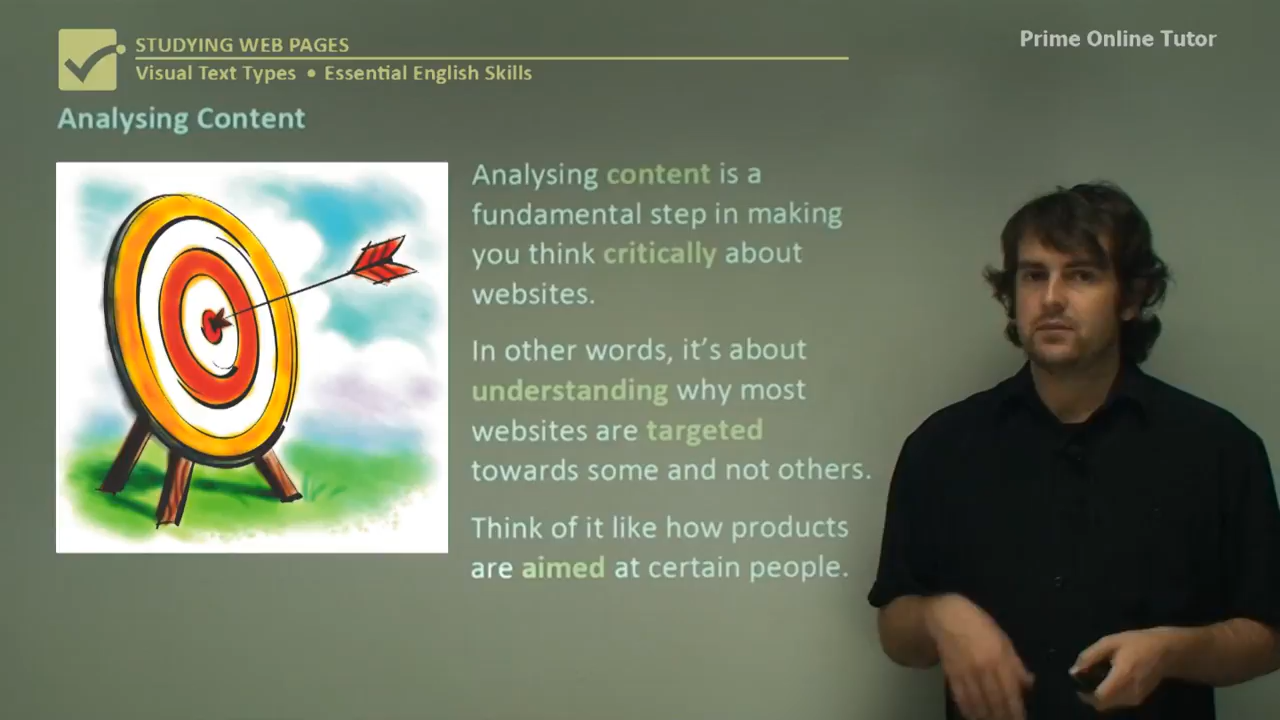 STUDYING WEB PAGES
Prime Online Tutor
Visual Text Types • Essential English Skills
Analysing Content
Analysing content is a
fundamental step in making
you think critically about
websites.
In other words, it's about
understanding why most
websites are targeted
towards some and not others.
Think of it like how products
are aimed at certain people.